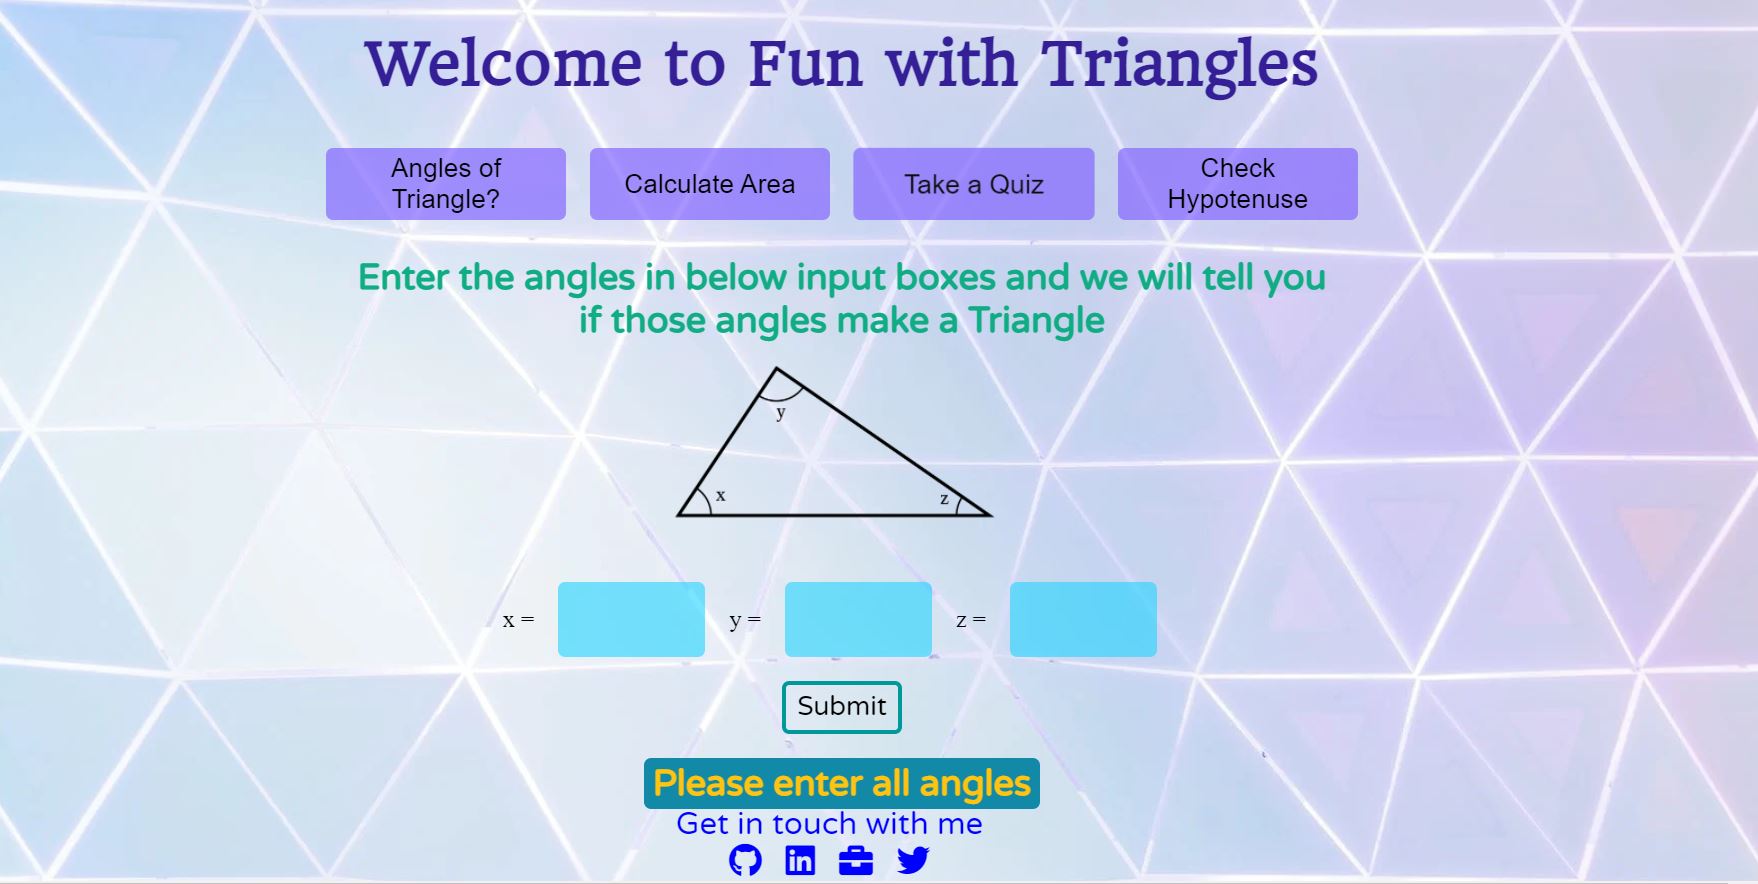 Welcome to Fun with Triangles
Angles of
Triangle?
Calculate Area
Take a Quiz
Check
Hypotenuse
Enter the angles in below input boxes and we will tell you
if those angles make a Triangle
y
x
z
x =
y =
z =
Submit
Please enter all angles
Get in touch with me
in